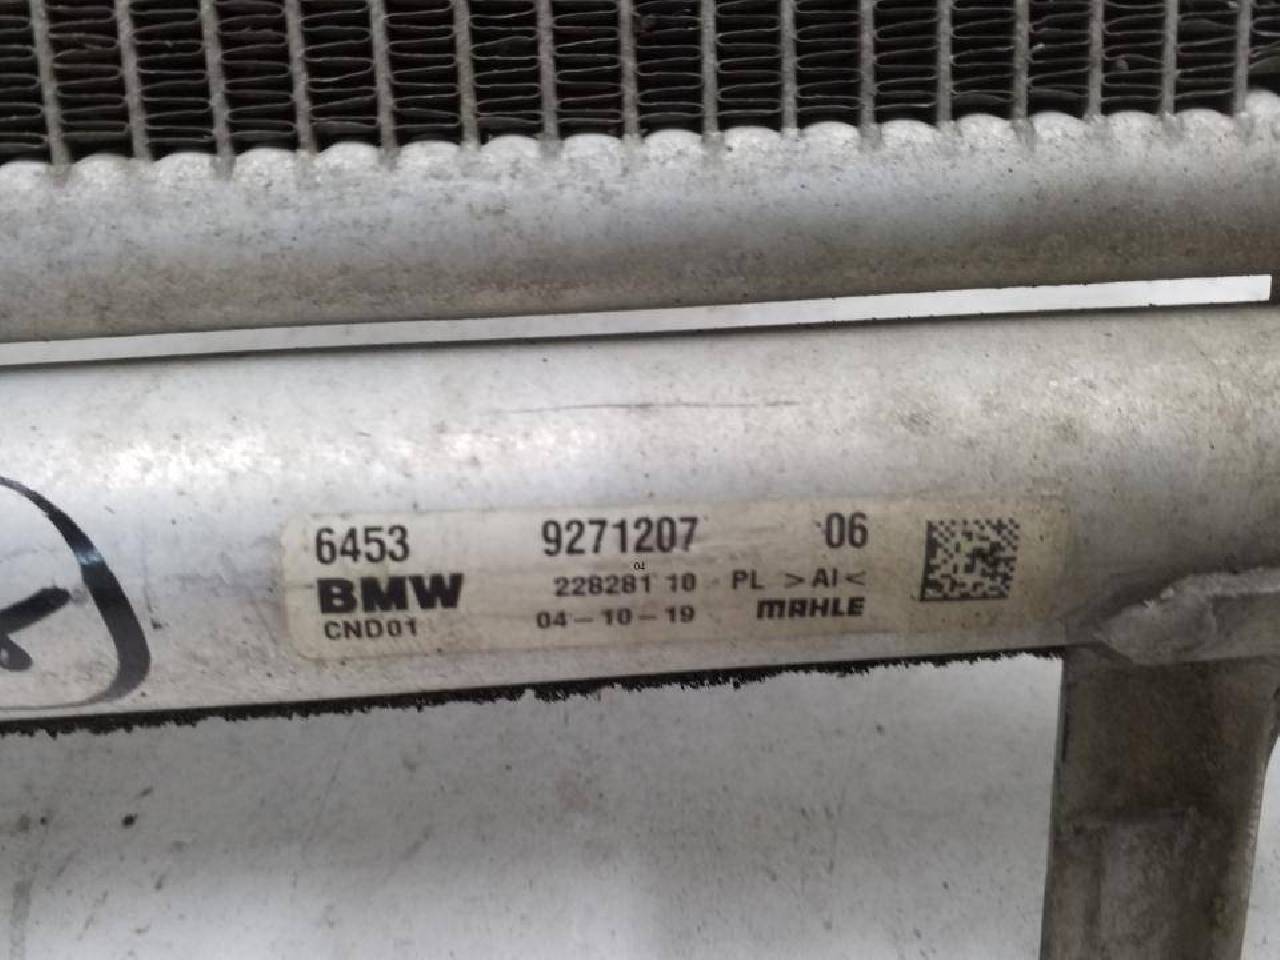 6453 9271207 06
BMW 228281 10 PL >Al<
CND01 04-10-19 MAHLE